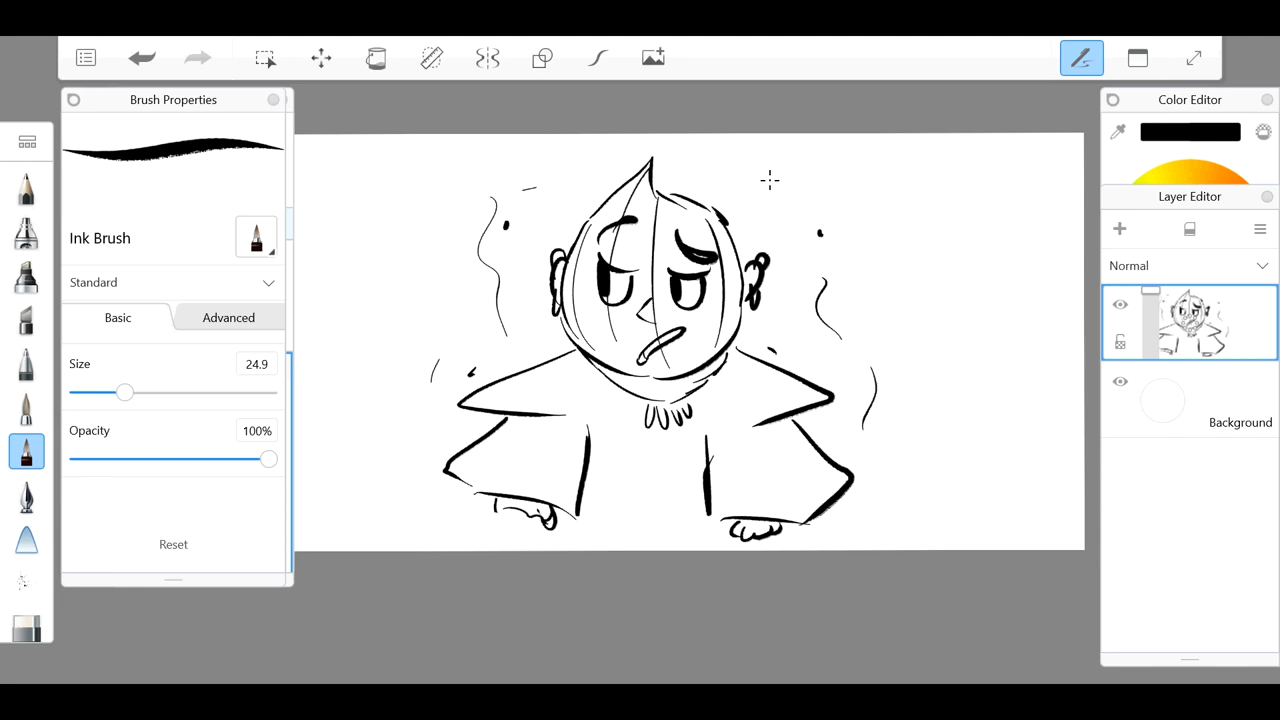 Brush Properties
Ink Brush
Standard
Basic
Advanced
Size
24.9
Opacity
100%
Reset
Color Editor
Layer Editor
Normal
Background